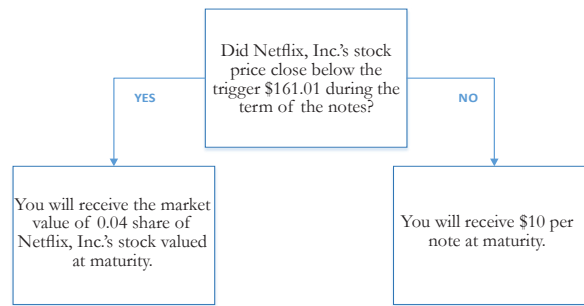 Did Netflix, Inc.'s stock
price close below the
trigger $161.01 during the
term of the notes?
YES
NO
You will receive the market
value of 0.04 share of
Netflix, Inc.'s stock valued
at maturity.
You will receive $10 per
note at maturity.